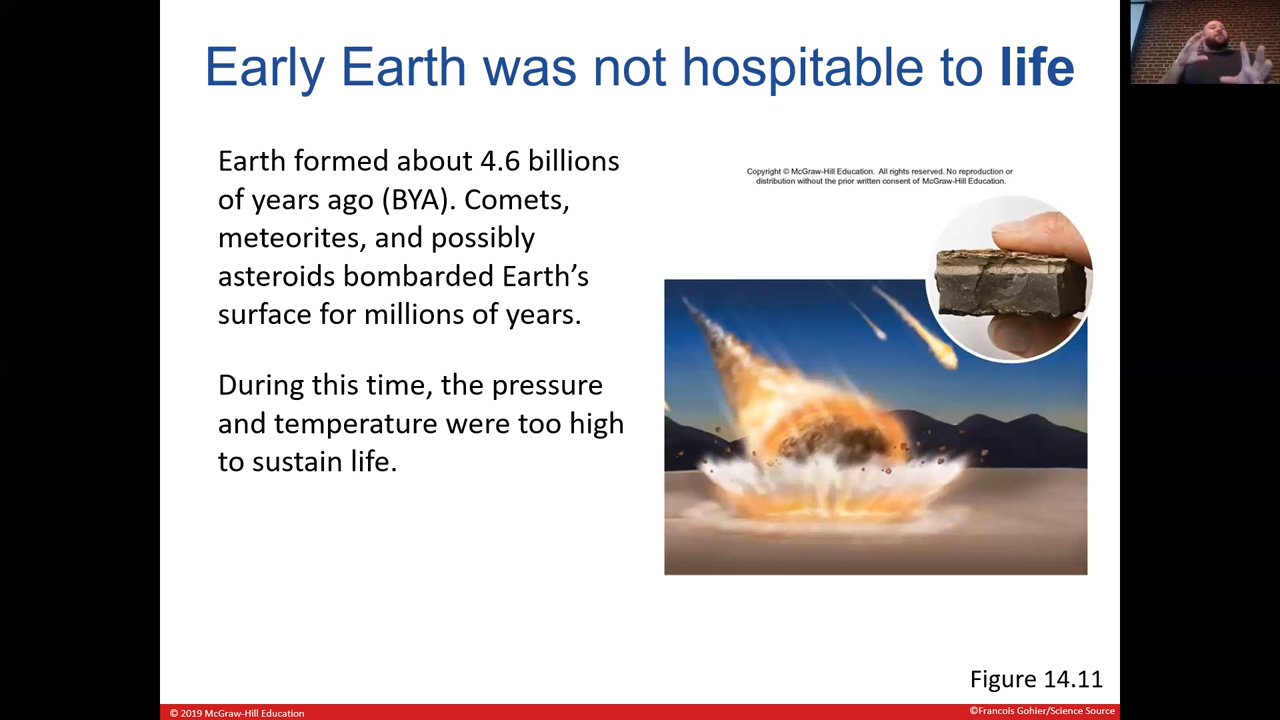 Early Earth was not hospitable to life
Earth formed about 4.6 billions
of years ago (BYA). Comets,
meteorites, and possibly
asteroids bombarded Earth’s
surface for millions of years.
During this time, the pressure
and temperature were too high
to sustain life.
Copyright © McGraw-Hill Education. All rights reserved. No reproduction or
distribution without the prior written consent of McGraw-Hill Education.
Figure 14.11
© 2019 McGraw-Hill Education
©Francois Gohier/Science Source